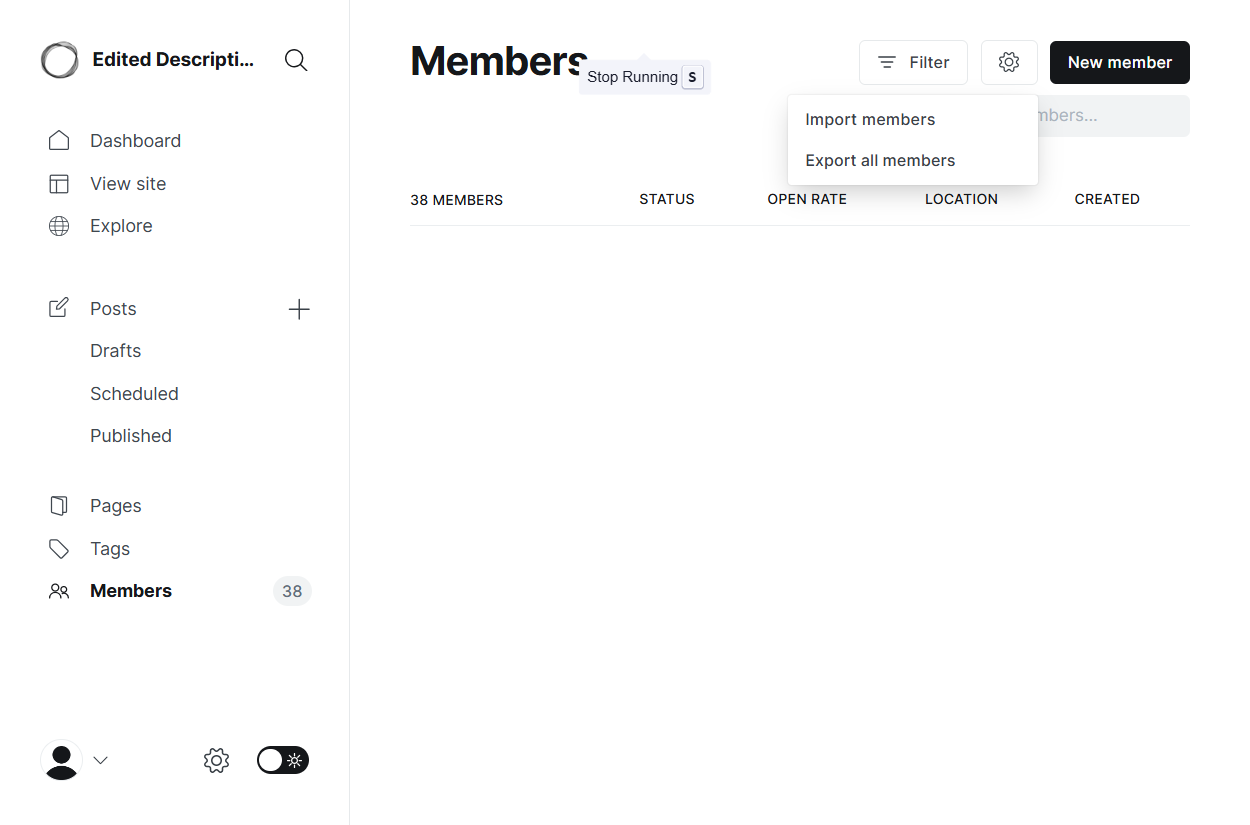 Edited Descripti...
Dashboard
View site
Explore
Posts
Drafts
Scheduled
Published
Pages
Tags
Members 38
Members
Stop Running S
Filter
New member
Import members
Export all members
mbers...
38 MEMBERS STATUS OPEN RATE LOCATION CREATED